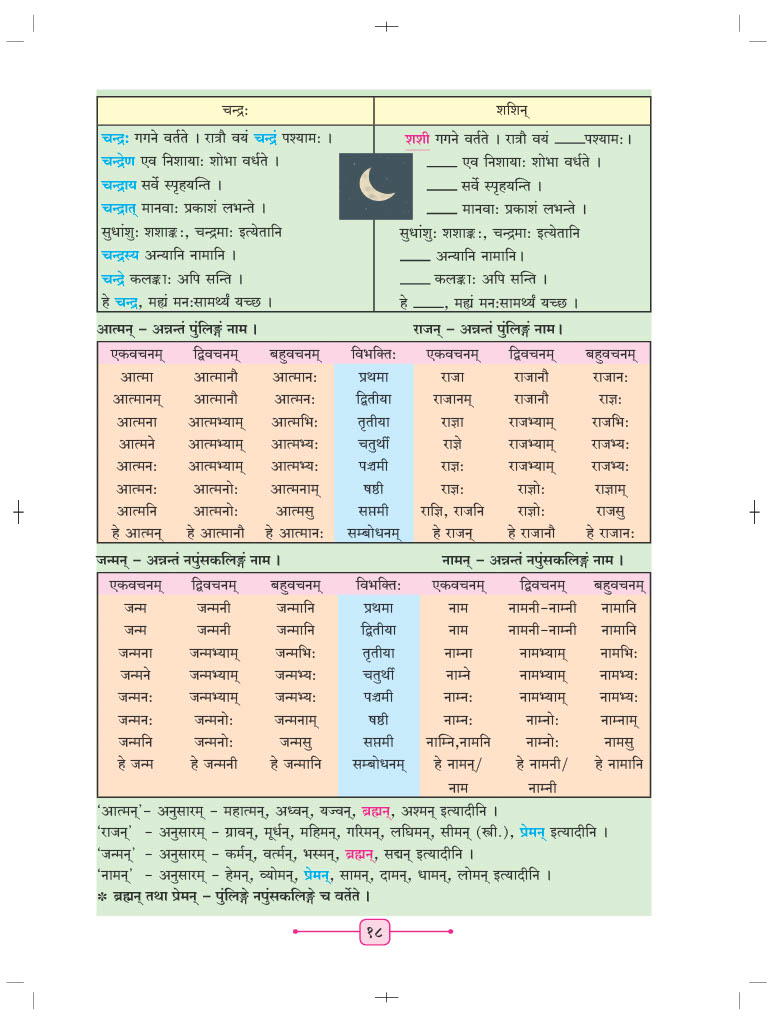 चन्द्रः शशिन्
चन्द्रः गगने वर्तते । रात्रौ वयं चन्द्रं पश्यामः ।
चन्द्रेण एव निशायाः शोभा वर्धते ।
चन्द्राय सर्वे स्पृहयन्ति ।
चन्द्रात् मानवाः प्रकाशं लभन्ते ।
सुधांशुः शशाङ्कः, चन्द्रमाः इत्येतानि
चन्द्रस्य अन्यानि नामानि ।
चन्द्रे कलङ्काः अपि सन्ति ।
हे चन्द्र, मह्यं मनःसामर्थ्यं यच्छ ।
शशी गगने वर्तते । रात्रौ वयं ____पश्यामः।
____ एव निशायाः शोभा वर्धते ।
____ सर्वे स्पृहयन्ति ।
____ मानवाः प्रकाशं लभन्ते ।
सुधांशुः शशाङ्कः, चन्द्रमाः इत्येतानि
____ अन्यानि नामानि।
____ कलङ्काः अपि सन्ति ।
हे ____, मह्यं मनःसामर्थ्यं यच्छ ।
आत्मन् – अन्नन्तं पुंलिङ्गं नाम । राजन् – अन्नन्तं पुंलिङ्गं नाम।
एकवचनम् द्विवचनम् बहुवचनम् विभक्तिः एकवचनम् द्विवचनम् बहुवचनम्
आत्मा आत्मानौ आत्मानः प्रथमा राजा राजानौ राजानः
आत्मानम् आत्मानौ आत्मनः द्वितीया राजानम् राजानौ राज्ञः
आत्मना आत्मभ्याम् आत्मभिः तृतीया राज्ञा राजभ्याम् राजभिः
आत्मने आत्मभ्याम् आत्मभ्यः चतुर्थी राज्ञे राजभ्याम् राजभ्यः
आत्मनः आत्मभ्याम् आत्मभ्यः पञ्चमी राज्ञः राजभ्याम् राजभ्यः
आत्मनः आत्मनोः आत्मनाम् षष्ठी राज्ञः राज्ञोः राज्ञाम्
आत्मनि आत्मनोः आत्मसु सप्तमी राज्ञि, राजनि राज्ञोः राजसु
हे आत्मन् हे आत्मानौ हे आत्मानः सम्बोधनम् हे राजन् हे राजानौ हे राजानः
जन्मन् – अन्नन्तं नपुंसकलिङ्गं नाम । नामन् – अन्नन्तं नपुंसकलिङ्गं नाम ।
एकवचनम् द्विवचनम् बहुवचनम् विभक्तिः एकवचनम् द्विवचनम् बहुवचनम्
जन्म जन्मनी जन्मानि प्रथमा नाम नामनी-नाम्नी नामानि
जन्म जन्मनी जन्मानि द्वितीया नाम नामनी-नाम्नी नामानि
जन्मना जन्मभ्याम् जन्मभिः तृतीया नाम्ना नामभ्याम् नामभिः
जन्मने जन्मभ्याम् जन्मभ्यः चतुर्थी नाम्ने नामभ्याम् नामभ्यः
जन्मनः जन्मभ्याम् जन्मभ्यः पञ्चमी नाम्नः नामभ्याम् नामभ्यः
जन्मनः जन्मनोः जन्मनाम् षष्ठी नाम्नः नाम्नोः नाम्नाम्
जन्मनि जन्मनोः जन्मसु सप्तमी नाम्नि,नामनि नाम्नोः नामसु
हे जन्म हे जन्मनी हे जन्मानि सम्बोधनम् हे नामन्/ हे नामनी/ हे नामानि
नाम नाम्नी
‘आत्मन्’– अनुसारम् – महात्मन्, अध्वन्, यज्वन्, ब्रह्मन्, अश्मन् इत्यादीनि ।
‘राजन्’ – अनुसारम् – ग्रावन्, मूर्धन्, महिमन्, गरिमन्, लघिमन्, सीमन् (स्त्री.), प्रेमन् इत्यादीनि ।
‘जन्मन्’ – अनुसारम् – कर्मन्, वर्त्मन्, भस्मन्, ब्रह्मन्, सद्मन् इत्यादीनि ।
‘नामन्’ – अनुसारम् – हेमन्, व्योमन्, प्रेमन्, सामन्, दामन्, धामन्, लोमन् इत्यादीनि ।
* ब्रह्मन् तथा प्रेमन् – पुंलिङ्गे नपुंसकलिङ्गे च वर्तेते ।
१८